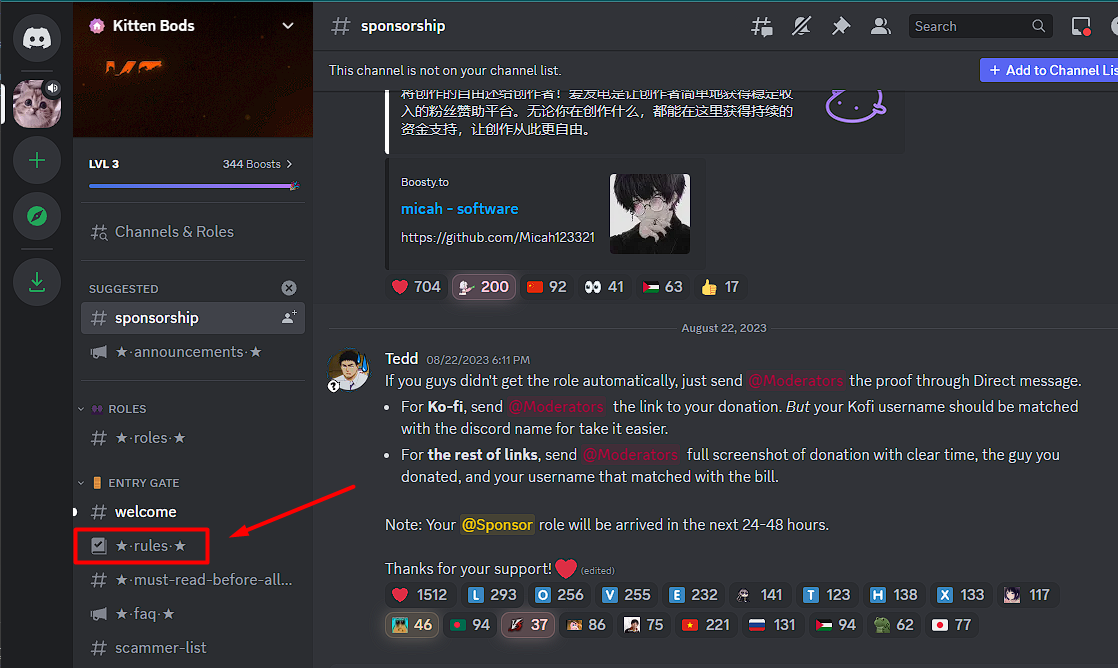 Kitten Bods
LVL 3
344 Boosts
Channels & Roles
SUGGESTED
sponsorship
★·announcements·★
ROLES
★·roles·★
ENTRY GATE
welcome
★·rules·★
★·must-read-before-all...
★·faq·★
scammer-list
sponsorship
Search
This channel is not on your channel list.
+ Add to Channel Lis
将创作的自由还给创作者！爱发电是让创作者简单地获得稳定收
入的粉丝赞助平台。无论你在创作什么，都能在这里获得持续的
资金支持，让创作从此更自由。
Boosty.to
micah - software
https://github.com/Micah123321
704 200 92 41 63 17
August 22, 2023
Tedd 08/22/2023 6:11 PM
If you guys didn't get the role automatically, just send @Moderators the proof through Direct message.
• For Ko-fi, send @Moderators the link to your donation. But your Kofi username should be matched
with the discord name for take it easier.
• For the rest of links, send @Moderators full screenshot of donation with clear time, the guy you
donated, and your username that matched with the bill.
Note: Your @Sponsor role will be arrived in the next 24-48 hours.
Thanks for your support! (edited)
1512 L 293 O 256 V 255 E 232 141 T 123 H 138 X 133 117
46 94 37 86 75 221 131 94 62 77